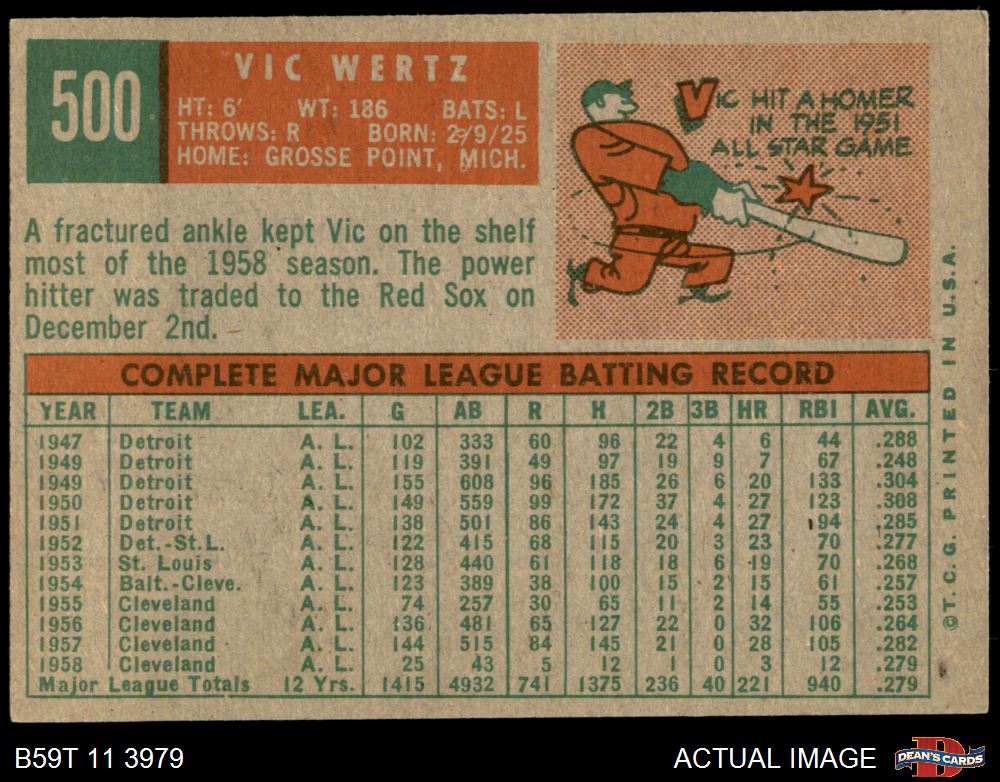 500
VIC WERTZ
HT: 6' WT: 186 BATS: L
THROWS: R BORN: 2/9/25
HOME: GROSSE POINT, MICH.
VIC HIT A HOMER
IN THE 1951
ALL STAR GAME
A fractured ankle kept Vic on the shelf
most of the 1958 season. The power
hitter was traded to the Red Sox on
December 2nd.
COMPLETE MAJOR LEAGUE BATTING RECORD
YEAR TEAM LEA. G AB R H 2B 3B HR RBI AVG.
1947 Detroit A. L. 102 333 60 96 22 4 6 44 .288
1949 Detroit A. L. 119 391 49 97 19 9 7 67 .248
1949 Detroit A. L. 155 608 96 185 26 6 20 133 .304
1950 Detroit A. L. 149 559 99 172 37 4 27 123 .308
1951 Detroit A. L. 138 501 86 143 24 4 27 94 .285
1952 Det.-St.L. A. L. 122 415 68 115 20 3 23 70 .277
1953 St. Louis A. L. 128 440 61 118 18 6 19 70 .268
1954 Balt.-Cleve. A. L. 123 389 38 100 15 2 15 61 .257
1955 Cleveland A. L. 74 257 30 65 11 2 14 55 .253
1956 Cleveland A. L. 136 481 65 127 22 0 32 106 .264
1957 Cleveland A. L. 144 515 84 145 21 0 28 105 .282
1958 Cleveland A. L. 25 43 5 12 1 0 3 12 .279
Major League Totals 12 Yrs. 1415 4932 741 1375 236 40 221 940 .279
©T.C.G. PRINTED IN U.S.A.
B59T 11 3979
ACTUAL IMAGE
D
DEAN'S CARDS